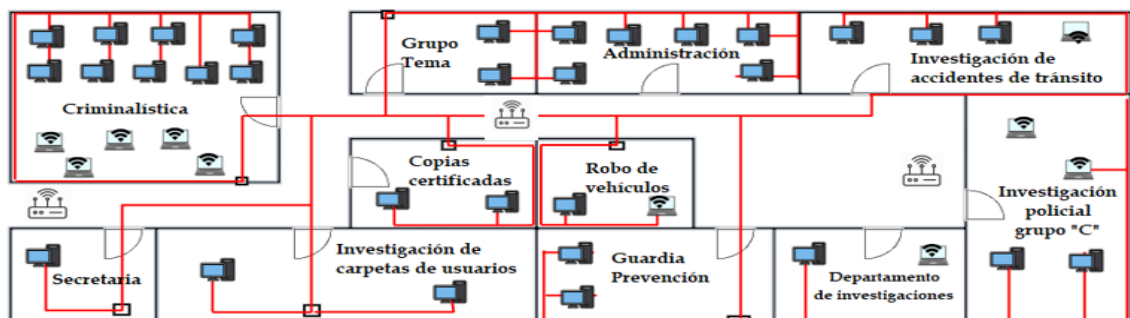 Grupo
Tema
Administración
Investigación de
accidentes de tránsito
Criminalística
Copias
certificadas
Robo de
vehículos
Investigación
policial
grupo "C"
Secretaria
Investigación de
carpetas de usuarios
Guardia
Prevención
Departamento
de investigaciones